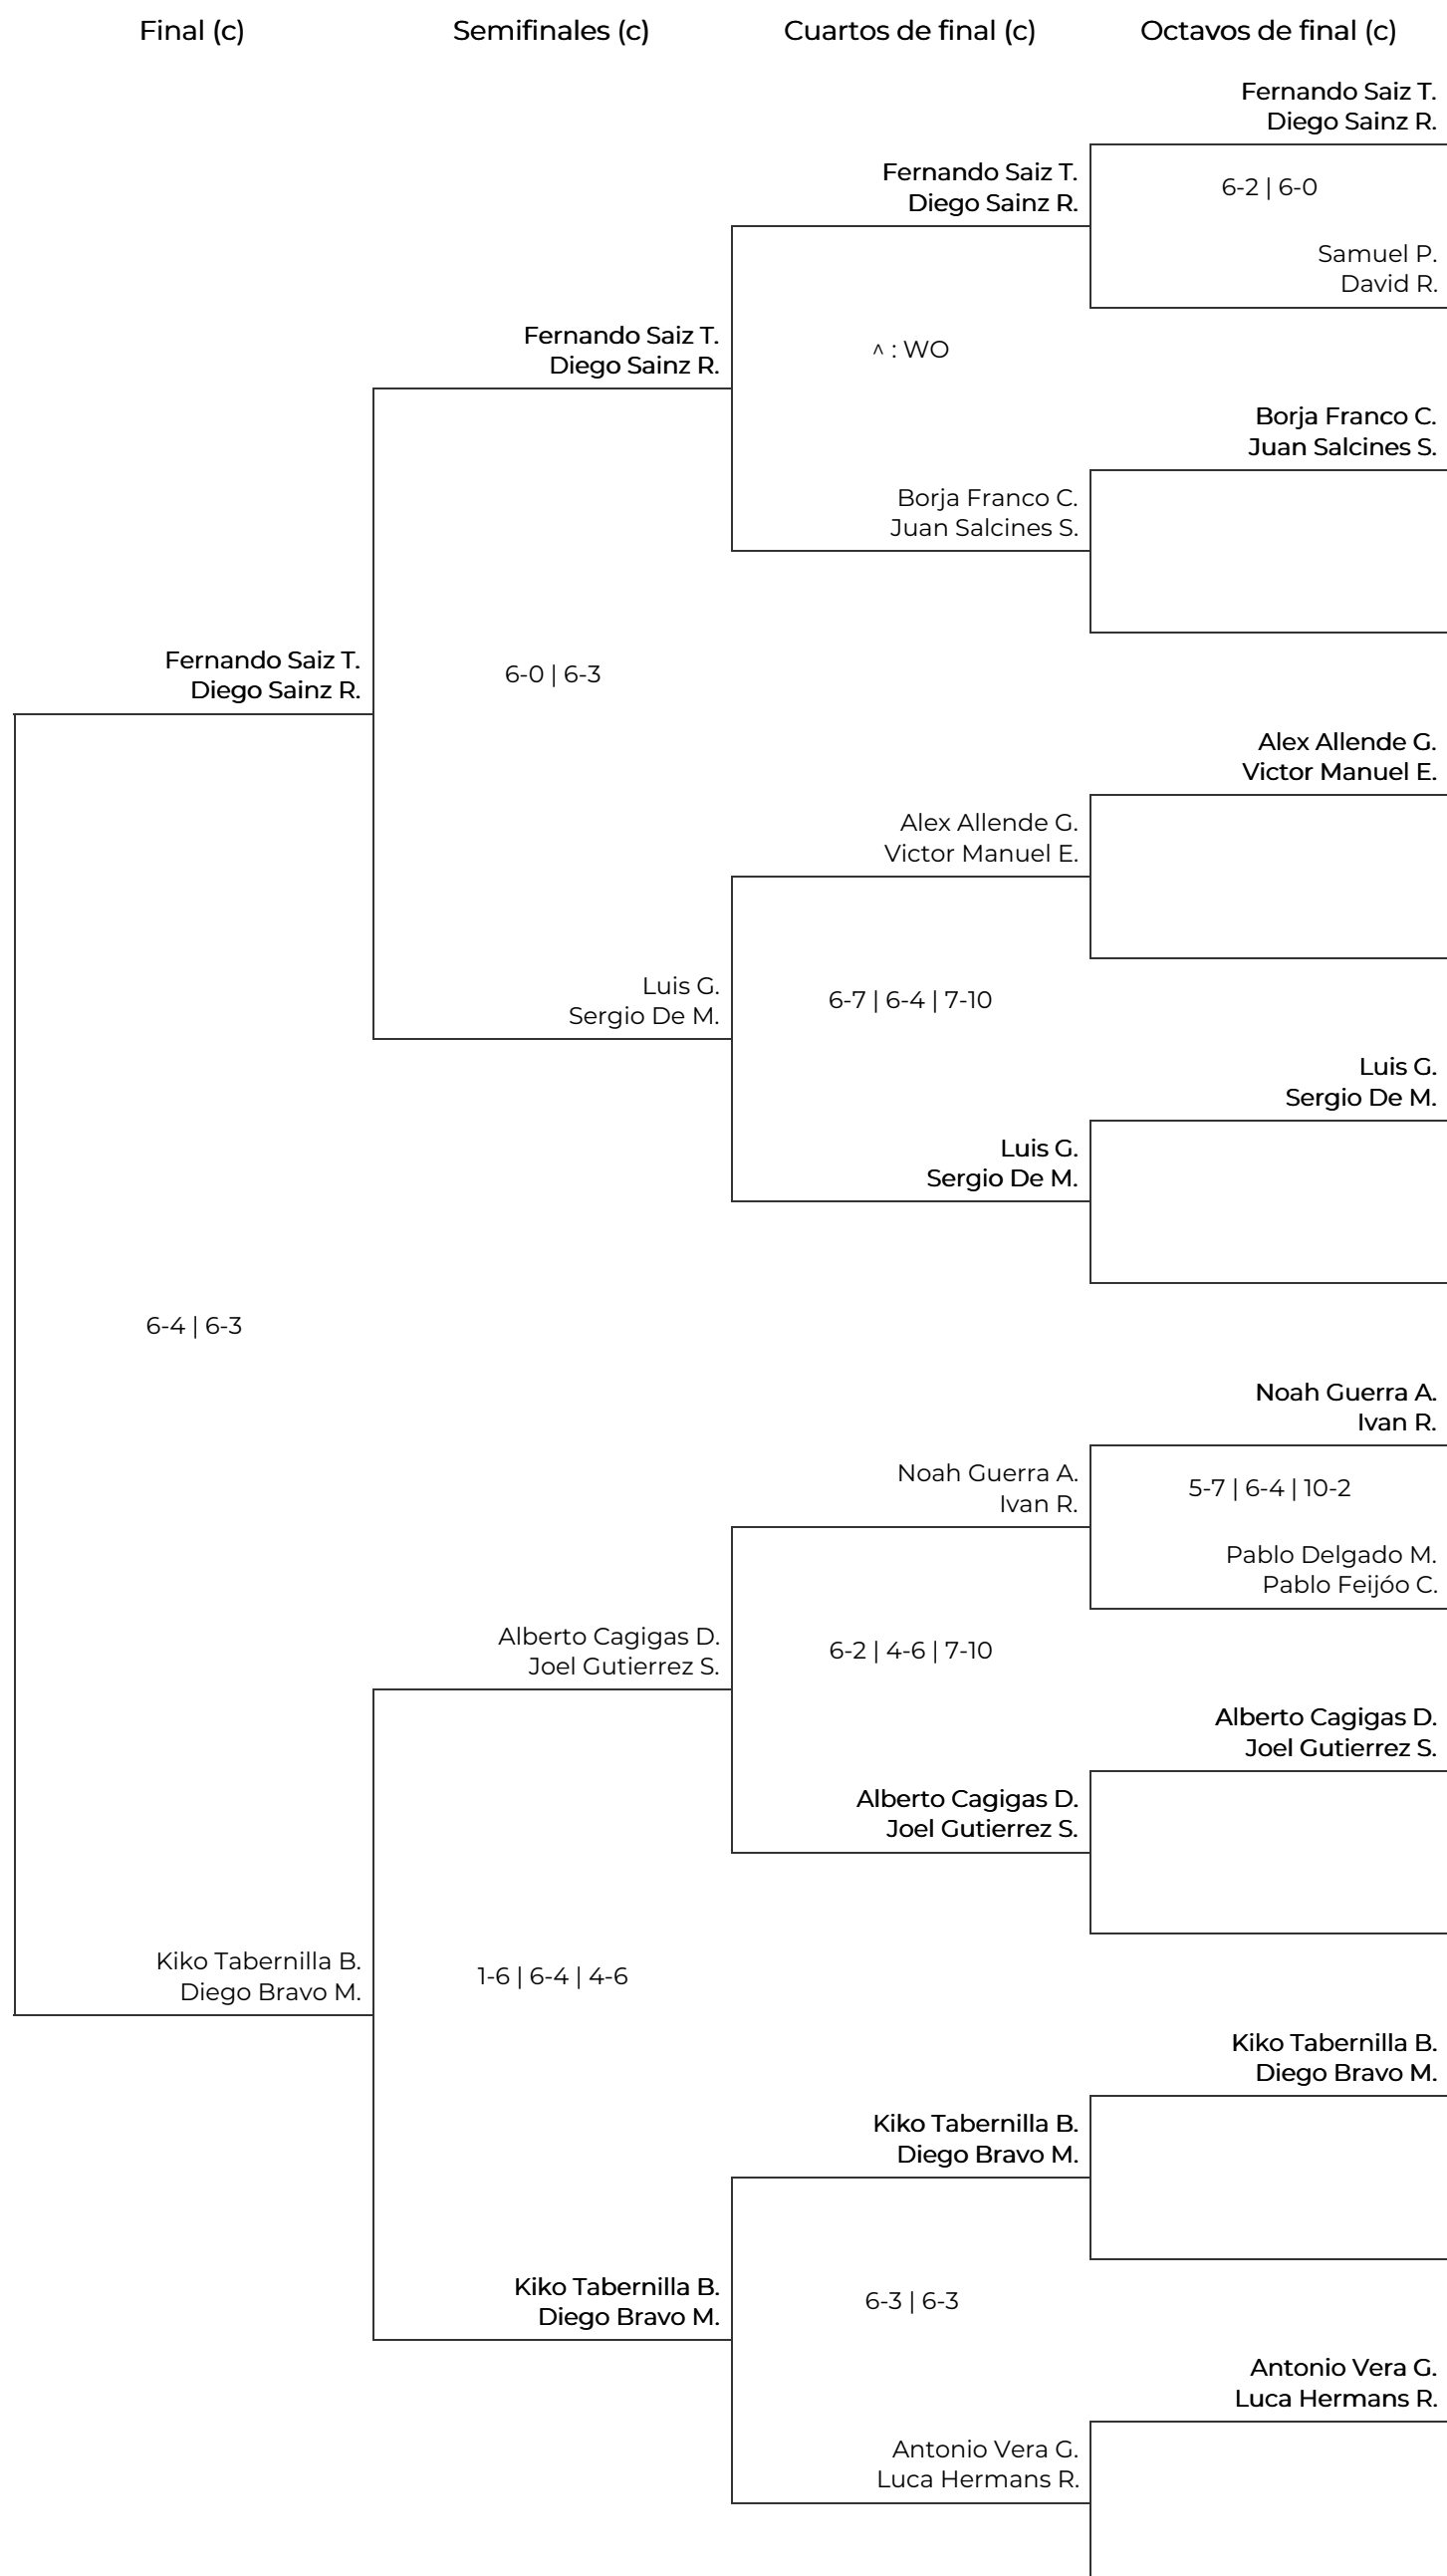 Final (c)
Semifinales (c)
Cuartos de final (c)
Octavos de final (c)
Fernando Saiz T.
Diego Sainz R.
6-2 | 6-0
Samuel P.
David R.
Fernando Saiz T.
Diego Sainz R.
^ : WO
Fernando Saiz T.
Diego Sainz R.
Borja Franco C.
Juan Salcines S.
Borja Franco C.
Juan Salcines S.
Fernando Saiz T.
Diego Sainz R.
6-0 | 6-3
Alex Allende G.
Victor Manuel E.
Alex Allende G.
Victor Manuel E.
Luis G.
Sergio De M.
6-7 | 6-4 | 7-10
Luis G.
Sergio De M.
Luis G.
Sergio De M.
6-4 | 6-3
Noah Guerra A.
Ivan R.
5-7 | 6-4 | 10-2
Pablo Delgado M.
Pablo Feijóo C.
Noah Guerra A.
Ivan R.
Alberto Cagigas D.
Joel Gutierrez S.
6-2 | 4-6 | 7-10
Alberto Cagigas D.
Joel Gutierrez S.
Alberto Cagigas D.
Joel Gutierrez S.
Kiko Tabernilla B.
Diego Bravo M.
1-6 | 6-4 | 4-6
Kiko Tabernilla B.
Diego Bravo M.
Kiko Tabernilla B.
Diego Bravo M.
Kiko Tabernilla B.
Diego Bravo M.
6-3 | 6-3
Antonio Vera G.
Luca Hermans R.
Antonio Vera G.
Luca Hermans R.